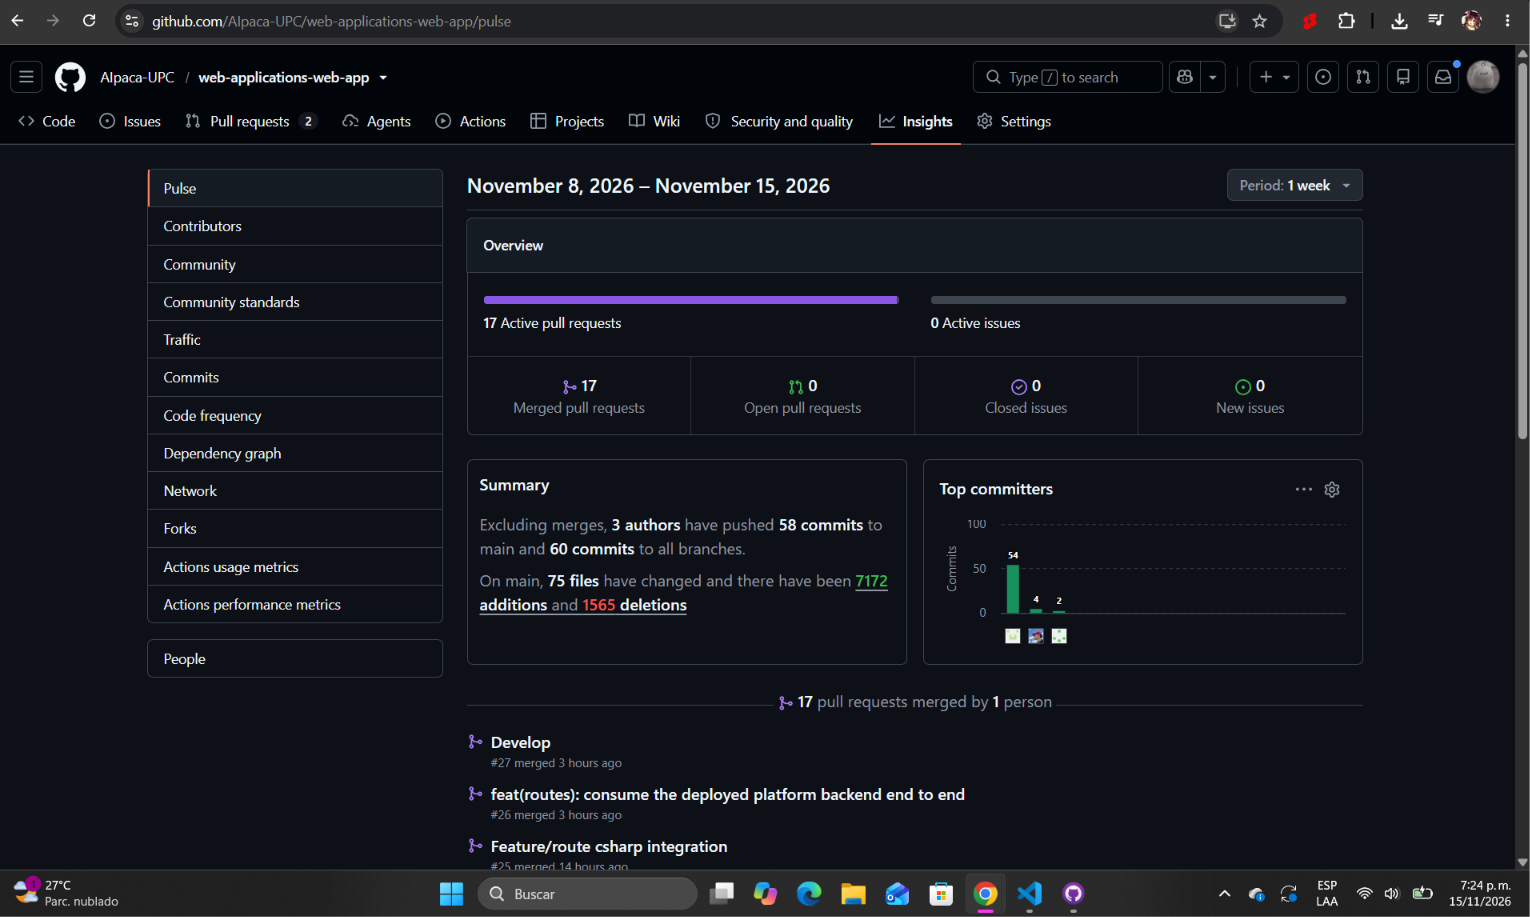 github.com/Alpaca-UPC/web-applications-web-app/pulse
Alpaca-UPC / web-applications-web-app
Type / to search
Code
Issues
Pull requests 2
Agents
Actions
Projects
Wiki
Security and quality
Insights
Settings
Pulse
Contributors
Community
Community standards
Traffic
Commits
Code frequency
Dependency graph
Network
Forks
Actions usage metrics
Actions performance metrics
People
November 8, 2026 – November 15, 2026
Period: 1 week
Overview
17 Active pull requests
0 Active issues
17
Merged pull requests
0
Open pull requests
0
Closed issues
0
New issues
Summary
Excluding merges, 3 authors have pushed 58 commits to
main and 60 commits to all branches.
On main, 75 files have changed and there have been 7172
additions and 1565 deletions
Top committers
Commits
100
50
0
54
4
2
17 pull requests merged by 1 person
Develop
#27 merged 3 hours ago
feat(routes): consume the deployed platform backend end to end
#26 merged 3 hours ago
Feature/route csharp integration
#25 merged 14 hours ago
1
27°C
Parc. nublado
Buscar
ESP
LAA
7:24 p. m.
15/11/2026